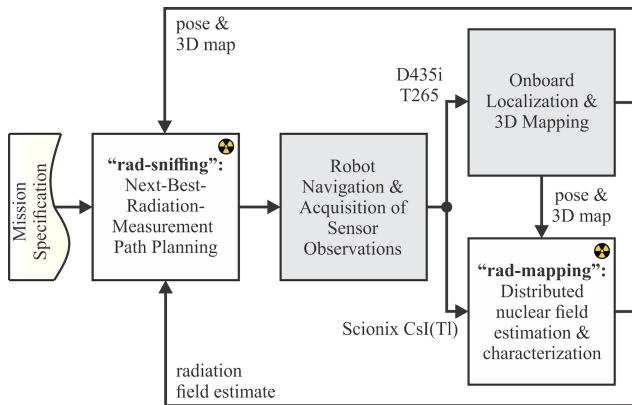 pose &
3D map
D435i
T265
Onboard
Localization &
3D Mapping
Mission
Specification
“rad-sniffing”:
Next-Best-
Radiation-
Measurement
Path Planning
Robot
Navigation &
Acquisition of
Sensor
Observations
pose &
3D map
“rad-mapping”:
Distributed
nuclear field
estimation &
characterization
Scionix CsI(Tl)
radiation
field estimate